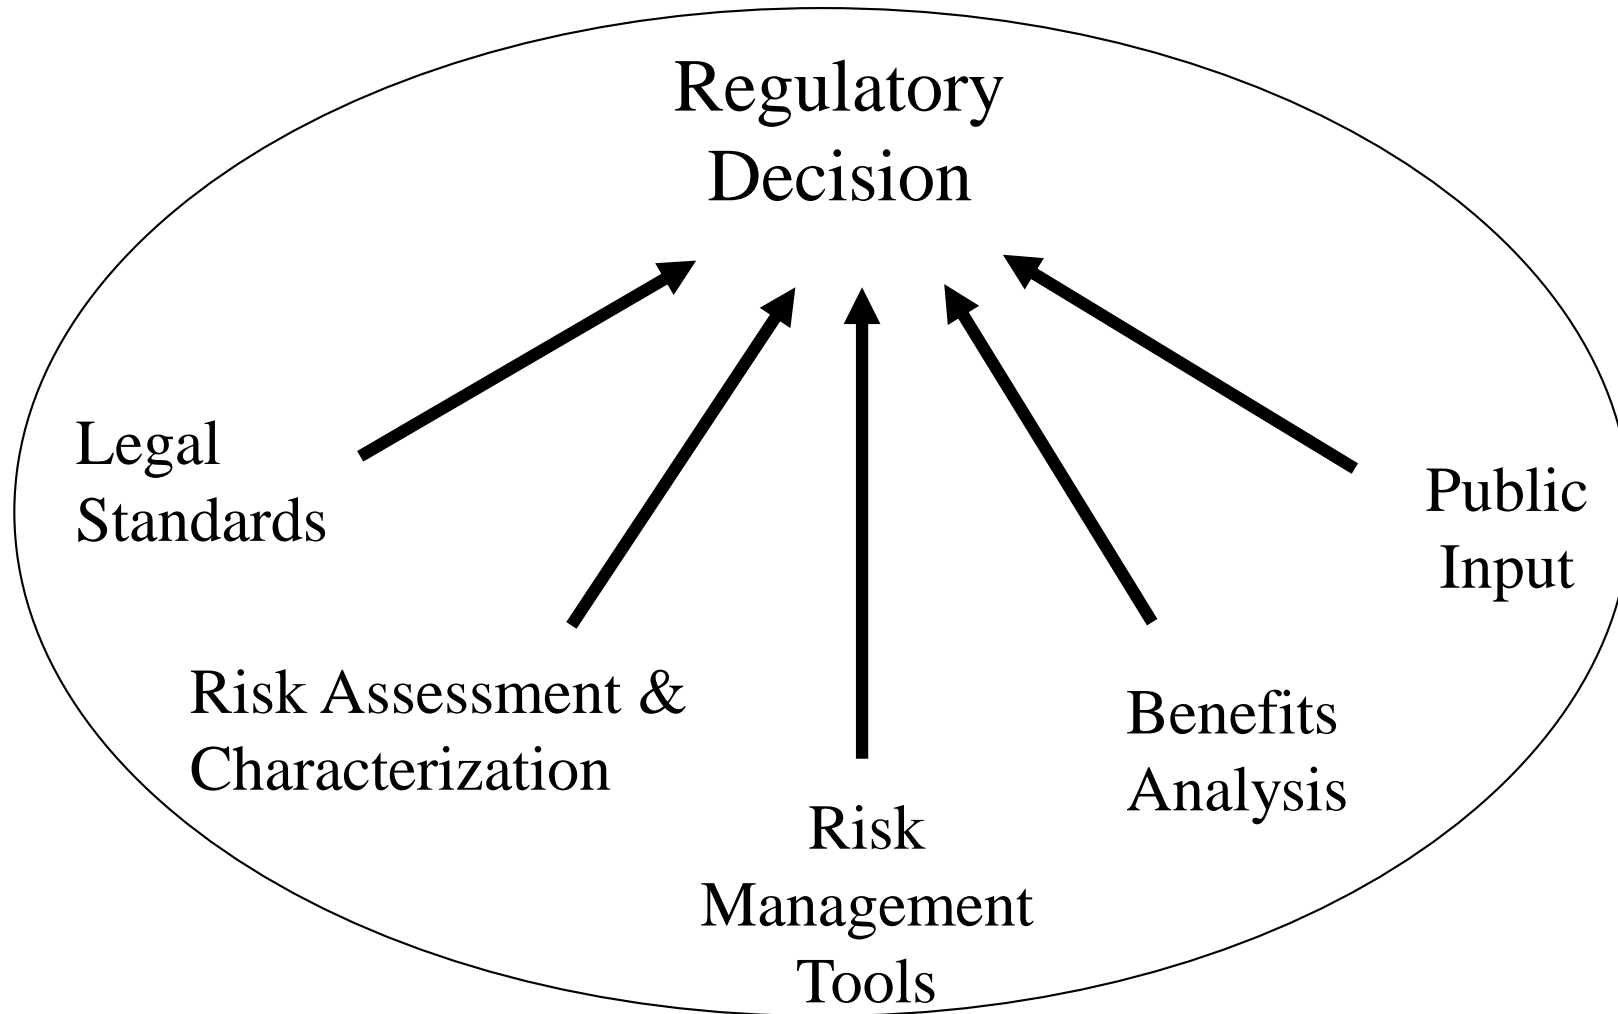 Regulatory
Decision
Legal
Standards
Public
Input
Risk Assessment &
Characterization
Benefits
Analysis
Risk
Management
Tools